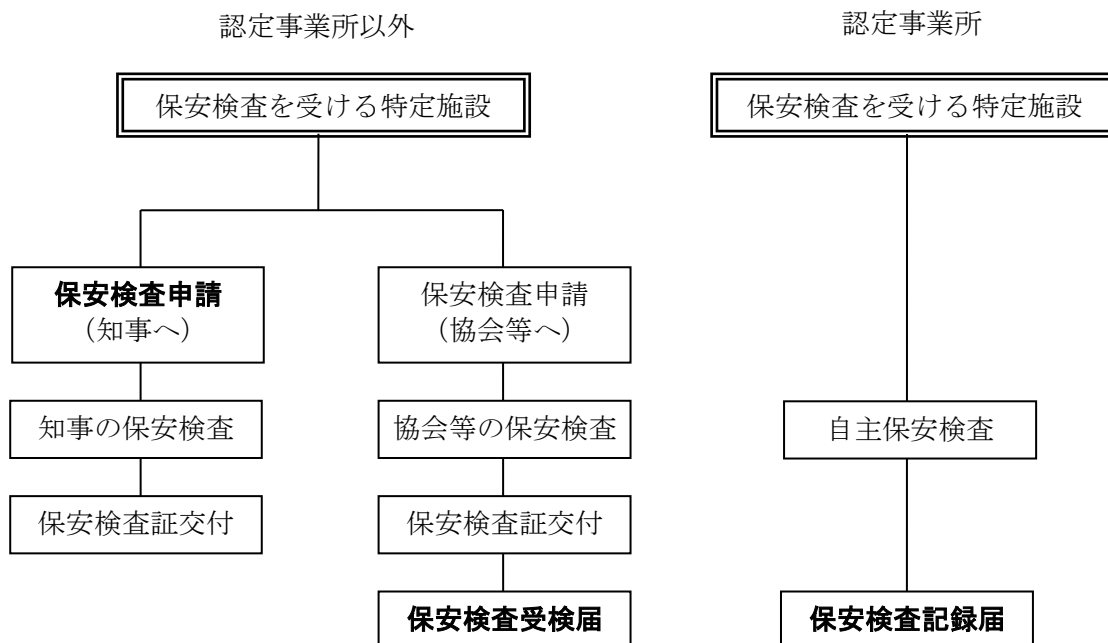 認定事業所以外
認定事業所
保安検査を受ける特定施設
保安検査を受ける特定施設
保安検査申請
(知事へ)
保安検査申請
(協会等へ)
知事の保安検査
協会等の保安検査
自主保安検査
保安検査証交付
保安検査証交付
保安検査受検届
保安検査記録届